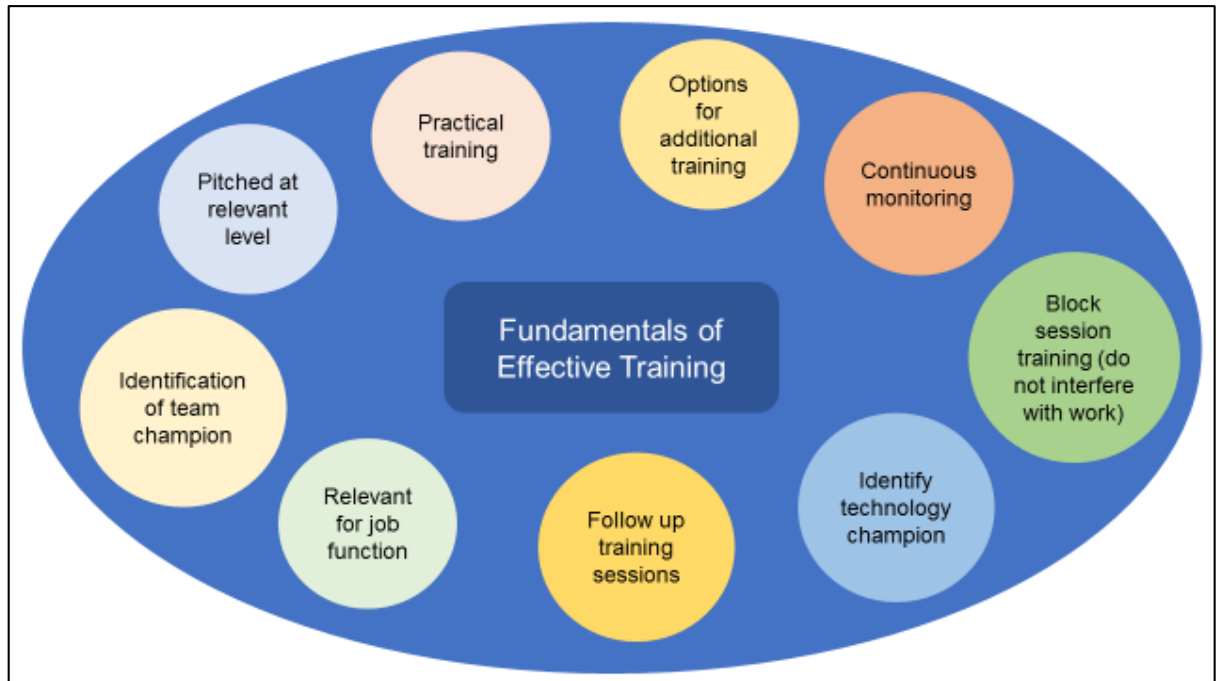 Practical
training
Options
for
additional
training
Continuous
monitoring
Pitched at
relevant
level
Block
session
training (do
not interfere
with work)
Fundamentals of
Effective Training
Identification
of team
champion
Relevant
for job
function
Follow up
training
sessions
Identify
technology
champion